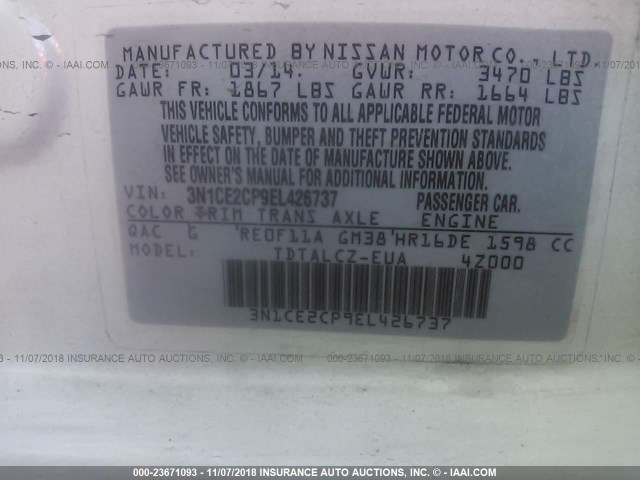 MANUFACTURED BY NISSAN MOTOR CO., LTD.
DATE: 03/14. GVWR: 3470 LBS
GAWR FR: 1867 LBS GAWR RR: 1664 LBS
THIS VEHICLE CONFORMS TO ALL APPLICABLE FEDERAL MOTOR
VEHICLE SAFETY, BUMPER AND THEFT PREVENTION STANDARDS
IN EFFECT ON THE DATE OF MANUFACTURE SHOWN ABOVE.
SEE OWNER'S MANUAL FOR ADDITIONAL INFORMATION.
VIN: 3N1CE2CP9EL426737 PASSENGER CAR.
COLOR TRIM TRANS AXLE ENGINE
QAC G RE0F11A GM38 HR16DE 1598 CC
MODEL: TDTALCZ-EUA 4Z000
3N1CE2CP9EL426737
000-23671093 - 11/07/2018 INSURANCE AUTO AUCTIONS, INC. - © IAAI.COM